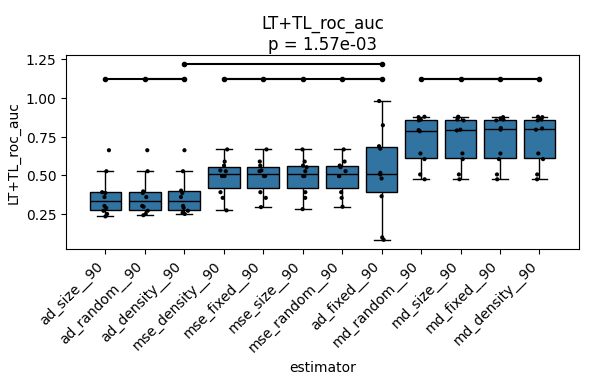 LT+TL_roc_auc
p = 1.57e-03
LT+TL_roc_auc
1.25
1.00
0.75
0.50
0.25
ad_size__90
ad_random__90
ad_density__90
mse_density__90
mse_fixed__90
mse_size__90
mse_random__90
ad_fixed__90
md_random__90
md_size__90
md_fixed__90
md_density__90
estimator